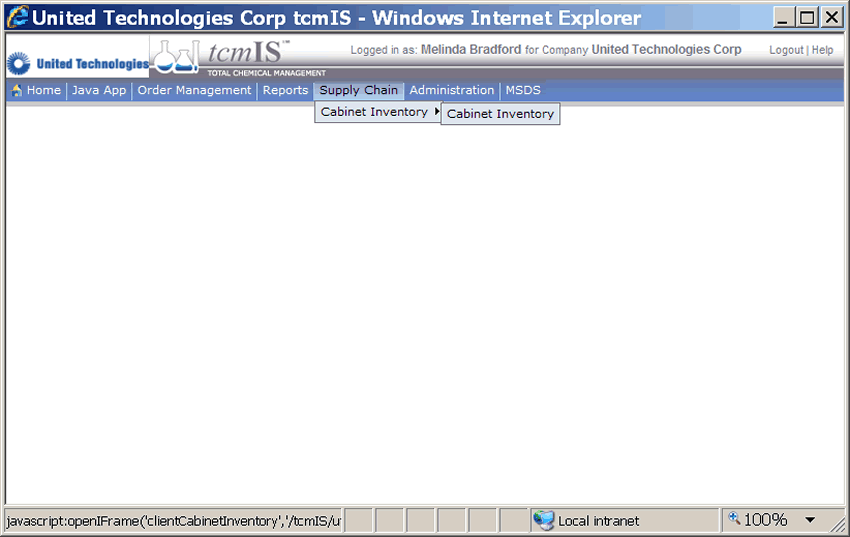 United Technologies Corp tcmIS - Windows Internet Explorer
United Technologies tcmIS™ Logged in as: Melinda Bradford for Company United Technologies Corp Logout | Help
TOTAL CHEMICAL MANAGEMENT
Home Java App Order Management Reports Supply Chain Administration MSDS
Cabinet Inventory Cabinet Inventory
javascript:openIFrame('clientCabinetInventory','/tcmIS/u Local intranet 100%